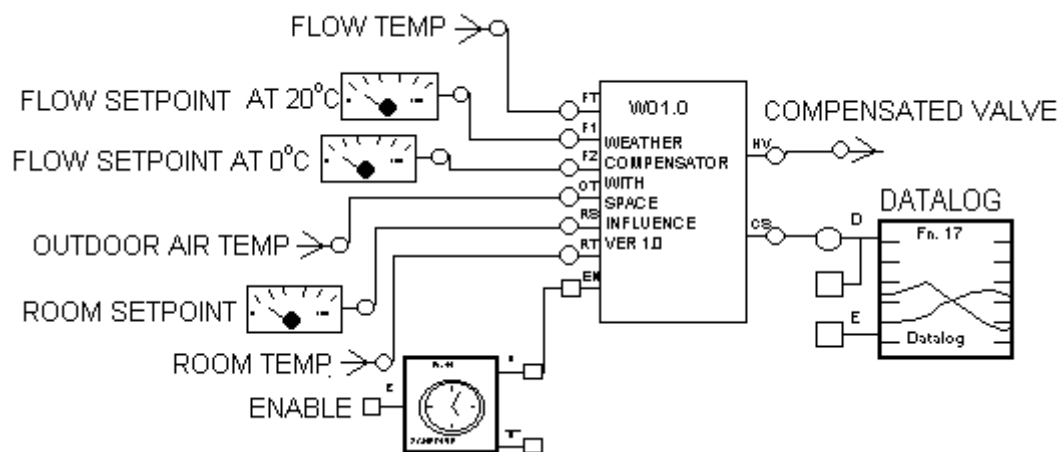 FLOW TEMP
FLOW SETPOINT AT 20°C
FLOW SETPOINT AT 0°C
OUTDOOR AIR TEMP
ROOM SETPOINT
ROOM TEMP
ENABLE
E
FT
F1
F2
OT
RS
RT
EN
W01.0
WEATHER
COMPENSATOR
WITH
SPACE
INFLUENCE
VER 1.0
HV
CS
COMPENSATED VALVE
DATALOG
D
E
Fn. 17
Datalog